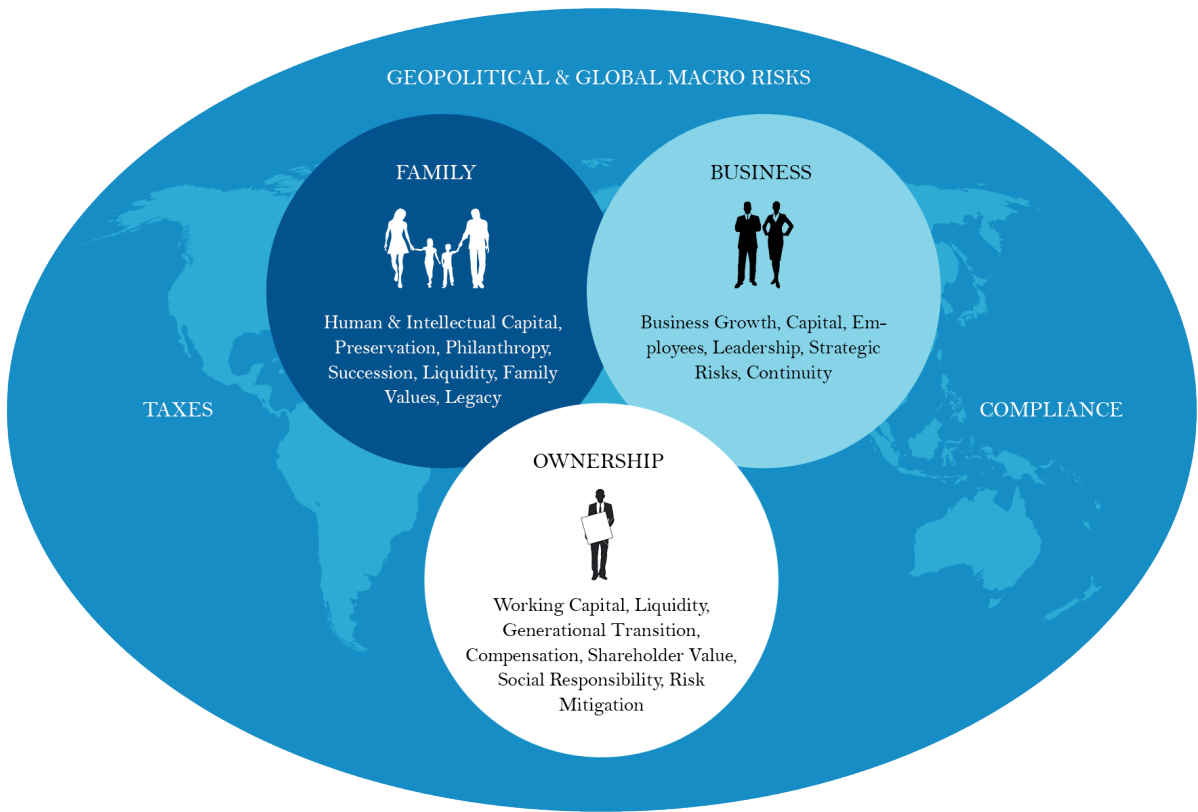 GEOPOLITICAL & GLOBAL MACRO RISKS
FAMILY
Human & Intellectual Capital,
Preservation, Philanthropy,
Succession, Liquidity, Family
Values, Legacy
BUSINESS
Business Growth, Capital, Em-
ployees, Leadership, Strategic
Risks, Continuity
TAXES
COMPLIANCE
OWNERSHIP
Working Capital, Liquidity,
Generational Transition,
Compensation, Shareholder Value,
Social Responsibility, Risk
Mitigation